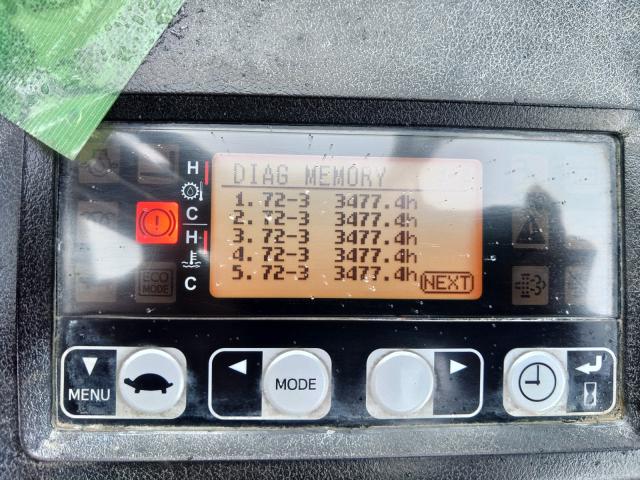 H
DIAG MEMORY
1.72-3 3477.4h
C
2.72-3 3477.4h
H
3.72-3 3477.4h
4.72-3 3477.4h
ECO
MODE
C
5.72-3 3477.4h
NEXT
MENU
MODE